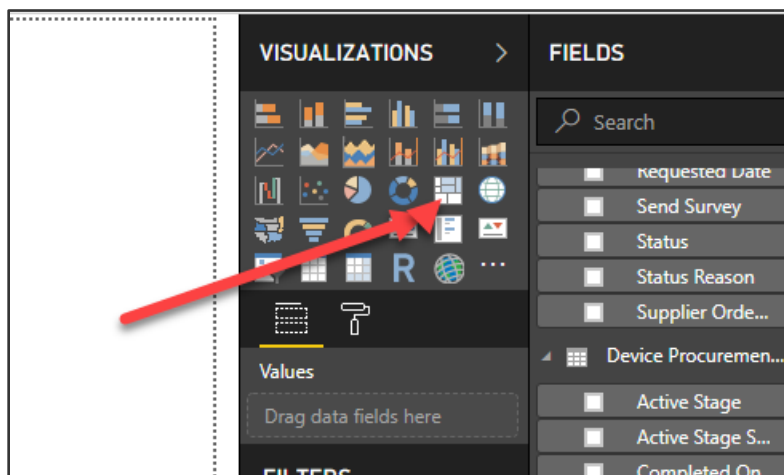 VISUALIZATIONS
FIELDS
Search
Requested Date
Send Survey
Status
Status Reason
Supplier Orde...
Device Procuremen...
Active Stage
Active Stage S...
Completed On
R
...
Values
Drag data fields here
FILTERS